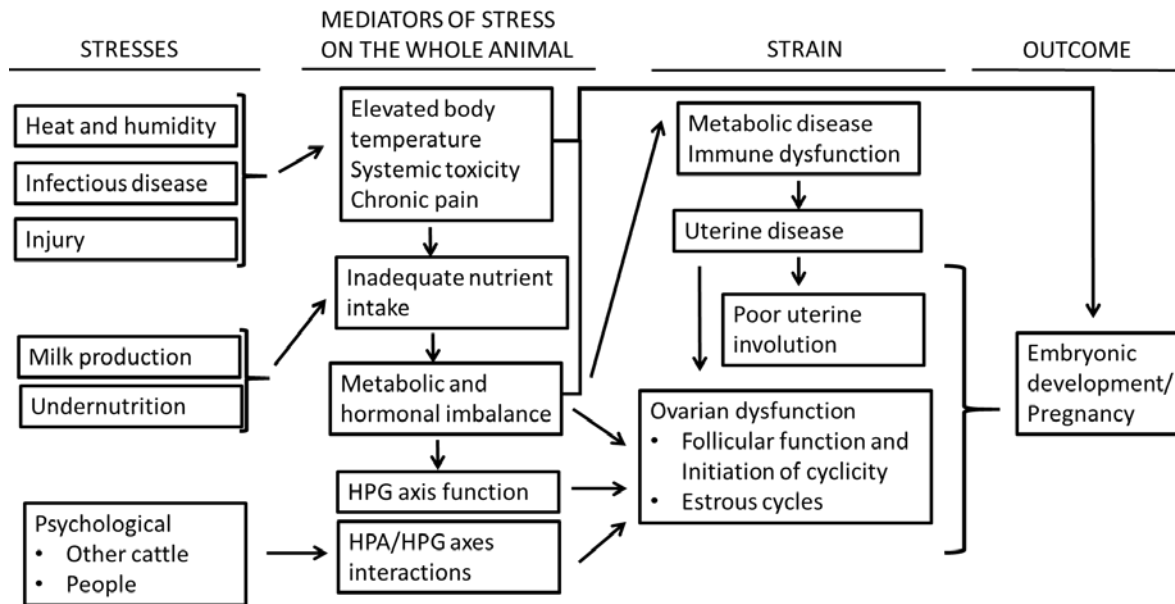 STRESSES
MEDIATORS OF STRESS
ON THE WHOLE ANIMAL
STRAIN
OUTCOME
Heat and humidity
Infectious disease
Injury
Milk production
Undernutrition
Psychological
• Other cattle
• People
Elevated body
temperature
Systemic toxicity
Chronic pain
Inadequate nutrient
intake
Metabolic and
hormonal imbalance
HPG axis function
HPA/HPG axes
interactions
Metabolic disease
Immune dysfunction
Uterine disease
Poor uterine
involution
Ovarian dysfunction
• Follicular function and
Initiation of cyclicity
• Estrous cycles
Embryonic
development/
Pregnancy